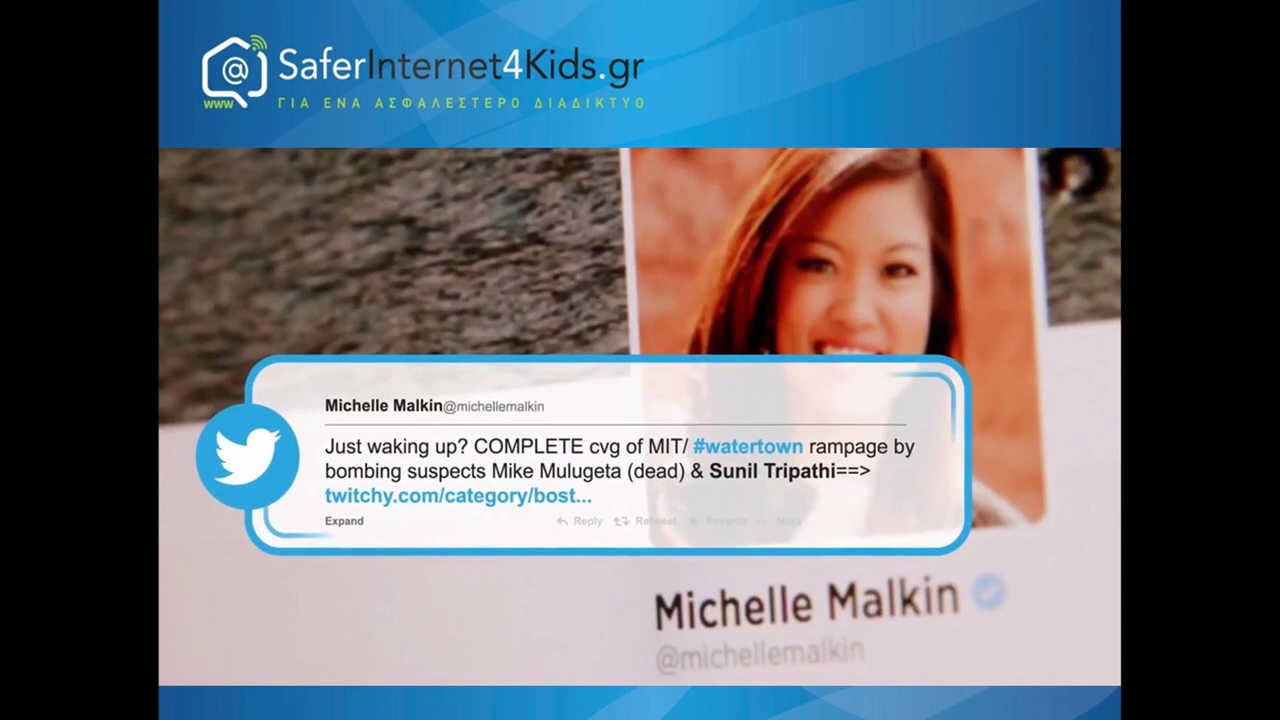 @
www
SaferInternet4Kids.gr
ΓΙΑ ΕΝΑ ΑΣΦΑΛΕΣΤΕΡΟ ΔΙΑΔΙΚΤΥΟ
Michelle Malkin@michellemalkin
Just waking up? COMPLETE cvg of MIT/ #watertown rampage by
bombing suspects Mike Mulugeta (dead) & Sunil Tripathi==>
twitchy.com/category/bost...
Expand Reply Retweet Favorite More
Michelle Malkin
@michellemalkin